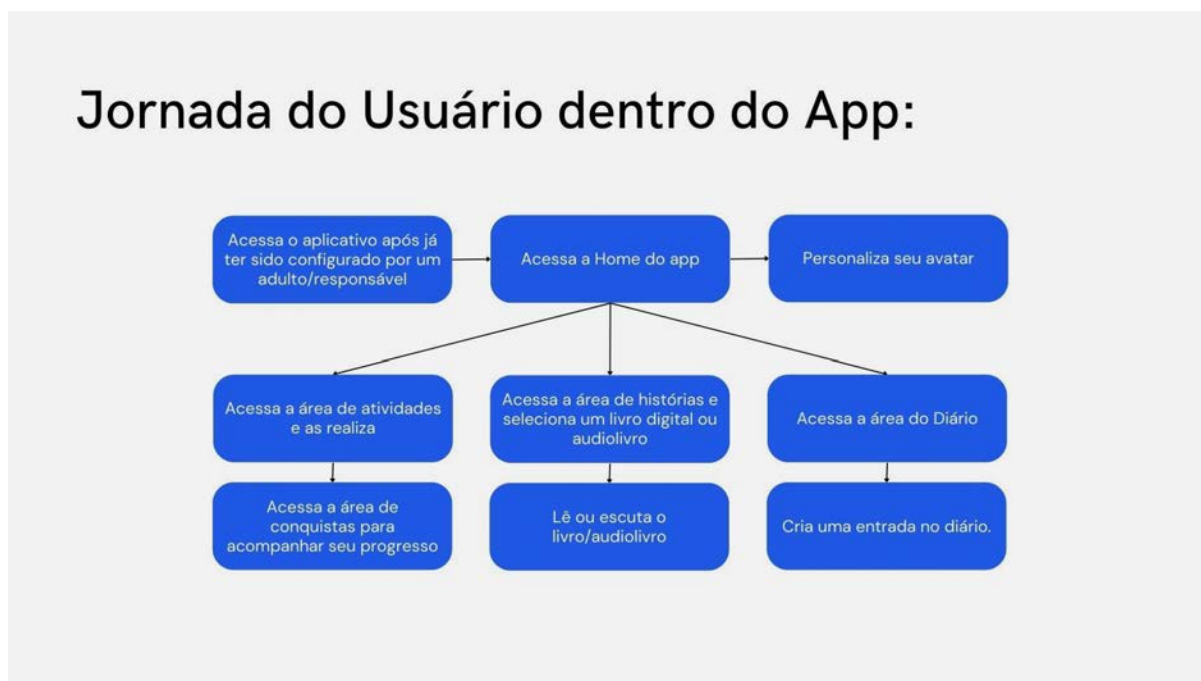 Jornada do Usuário dentro do App:
Acessa o aplicativo após já
ter sido configurado por um
adulto/responsável
Acessa a Home do app
Personaliza seu avatar
Acessa a área de atividades
e as realiza
Acessa a área de histórias e
seleciona um livro digital ou
audiolivro
Acessa a área do Diário
Acessa a área de
conquistas para
acompanhar seu progresso
Lê ou escuta o
livro/audiolivro
Cria uma entrada no diário.